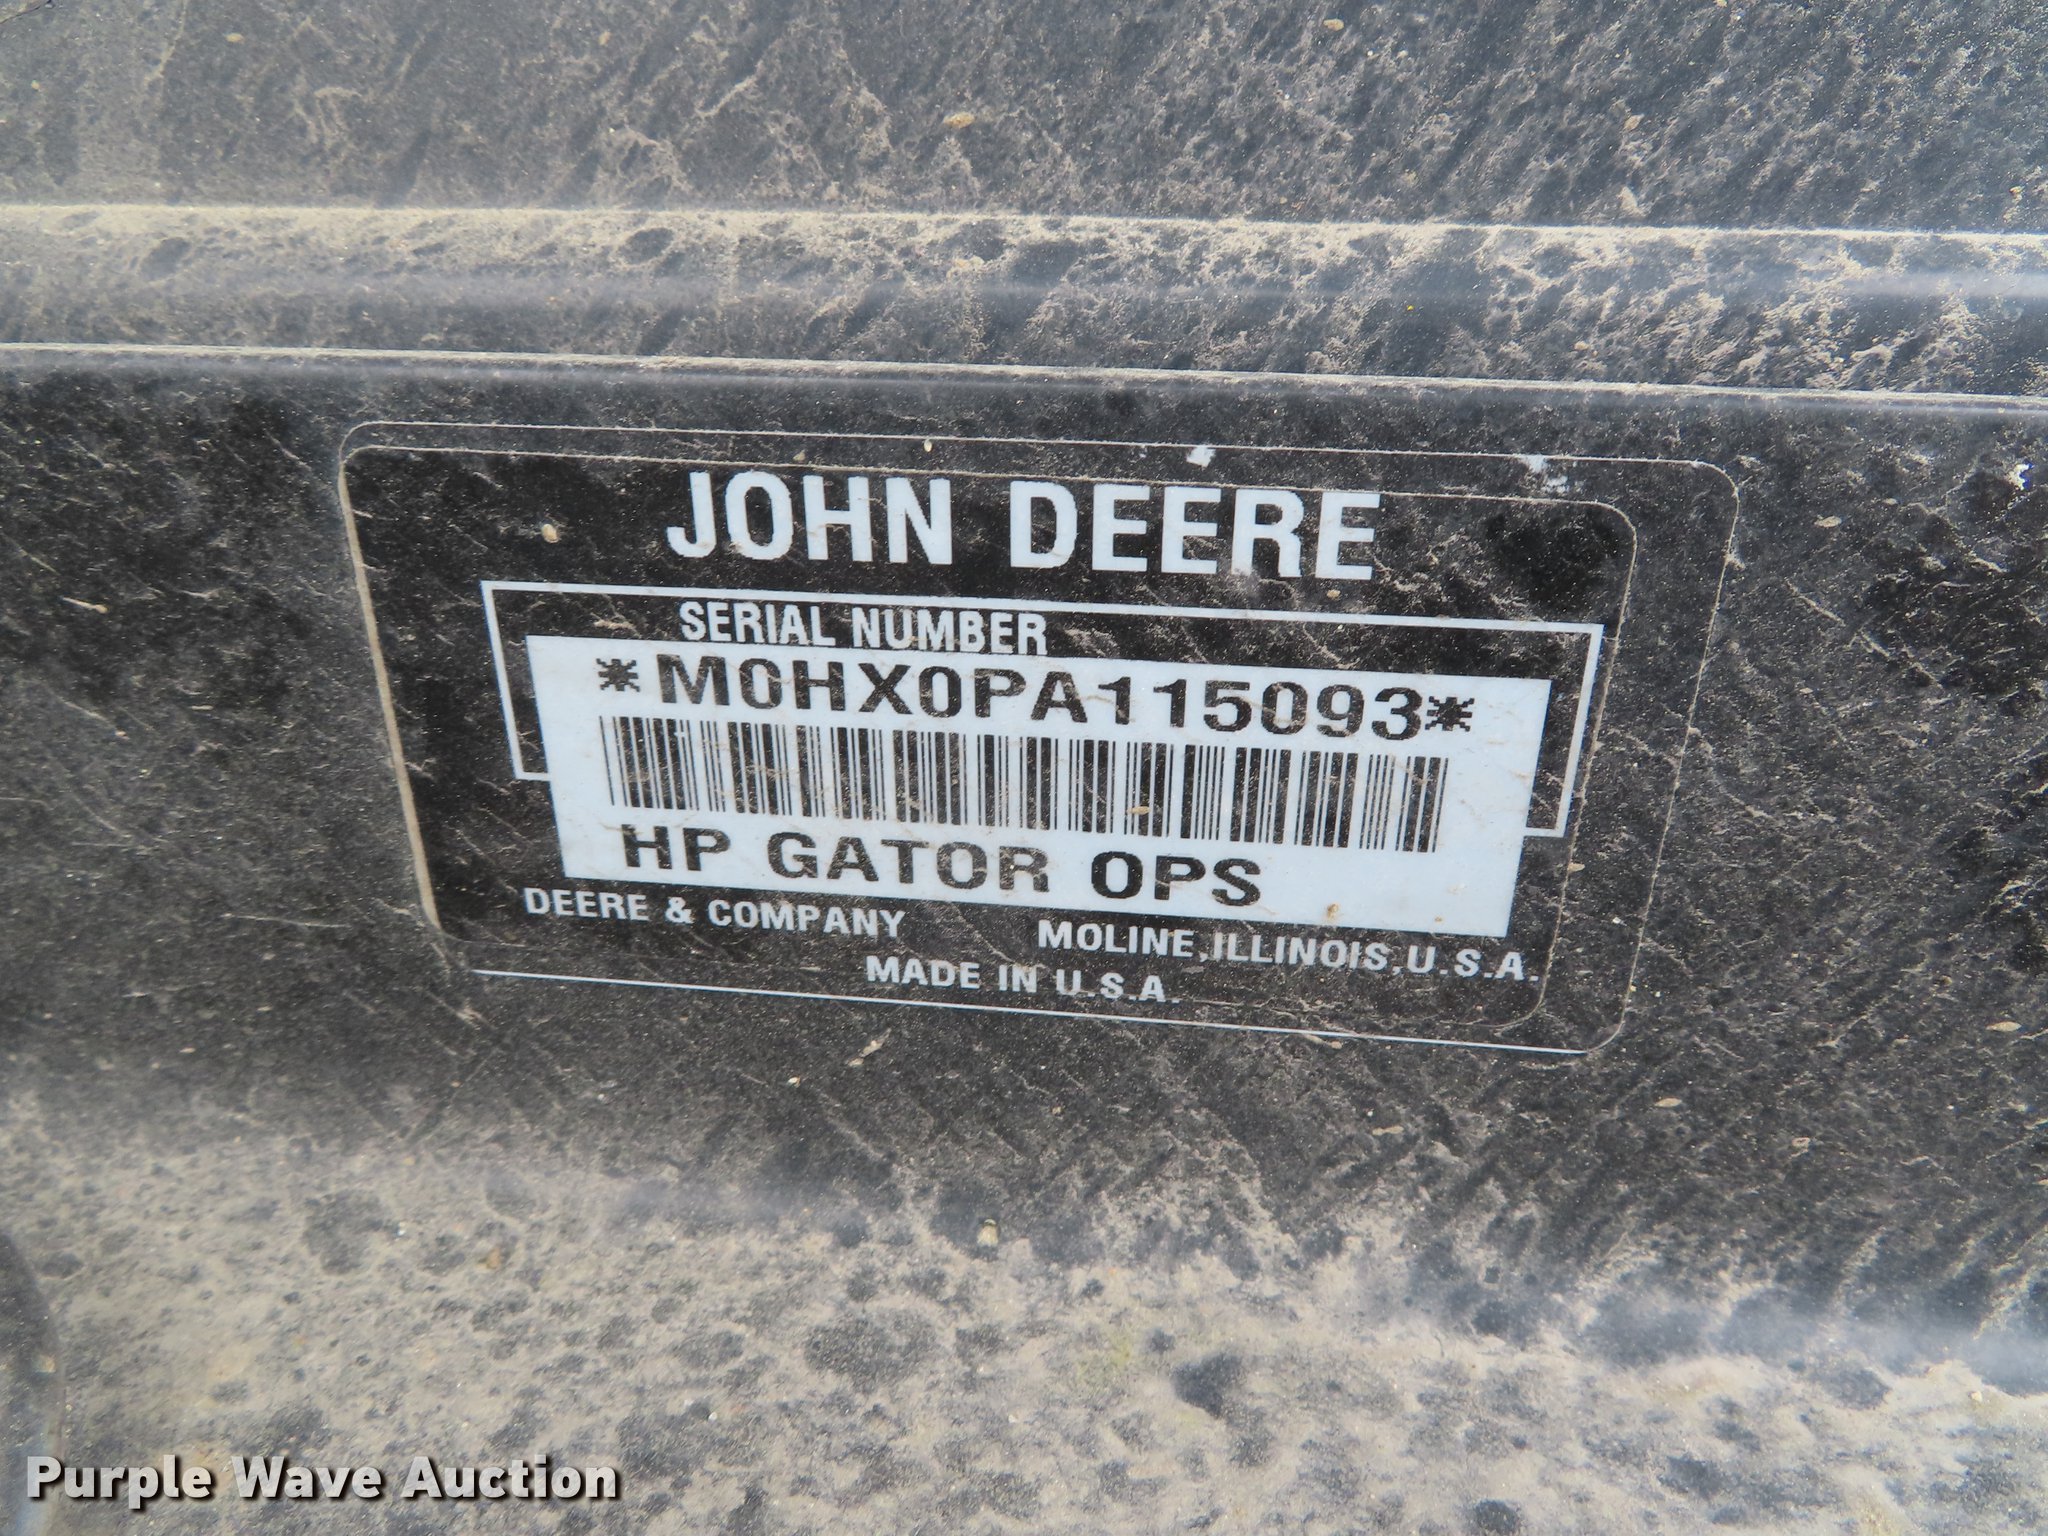 JOHN DEERE
SERIAL NUMBER
*M0HX0PA115093*
HP GATOR OPS
DEERE & COMPANY MOLINE, ILLINOIS, U.S.A.
MADE IN U.S.A.
Purple Wave Auction